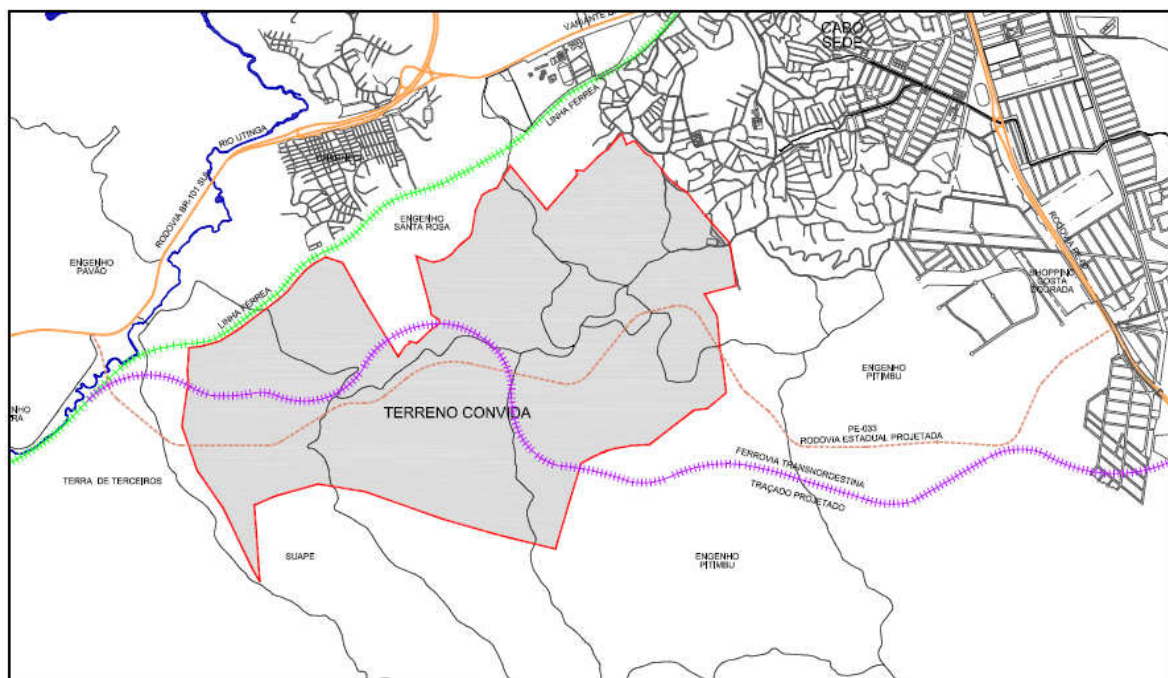 VARIANTE
CABO
SEDE
LINHA FERREA
RIO UTINGA
RODOVIA BR-101 SUL
ENGENHO
SANTA ROSA
ENGENHO
PAVÃO
RODOVIA
SHOPPING
COSTA
DOURADA
LINHA FERREA
ENGENHO
PITIMBU
TERRENO CONVIDA
PE-033
RODOVIA ESTADUAL PROJETADA
FERROVIA TRANSNORDESTINA
TRAÇADO PROJETADO
TERRA DE TERCEIROS
SUAPE
ENGENHO
PITIMBU